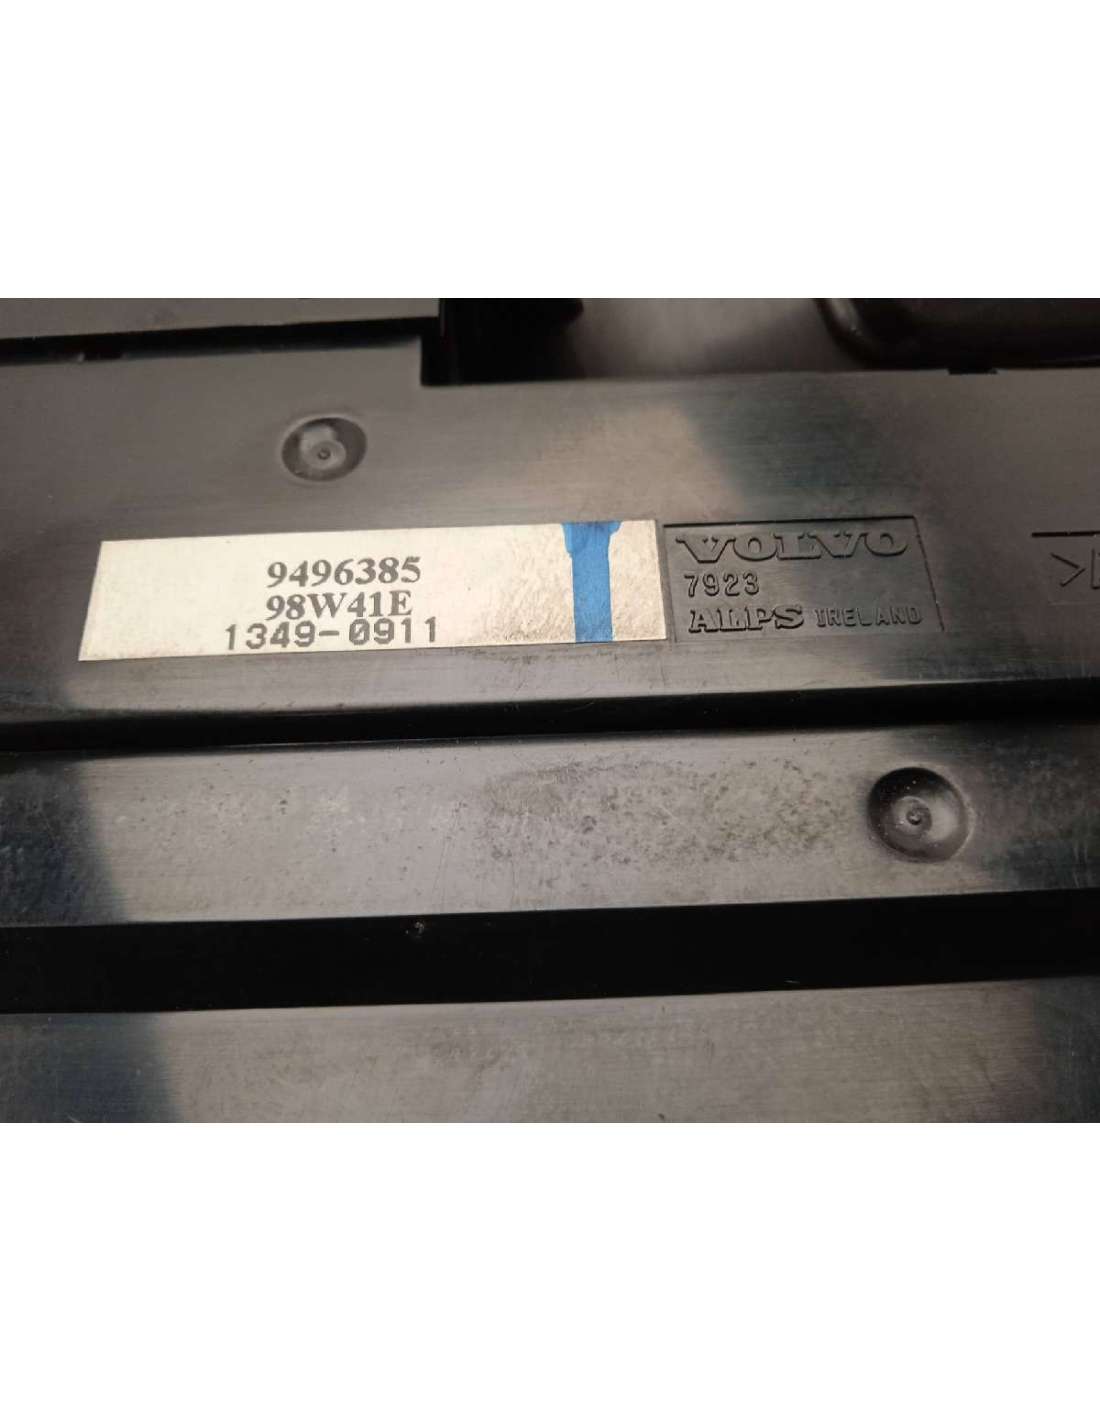 9496385
98W41E
1349-0911
VOLVO
7923
ALPS IRELAND
>